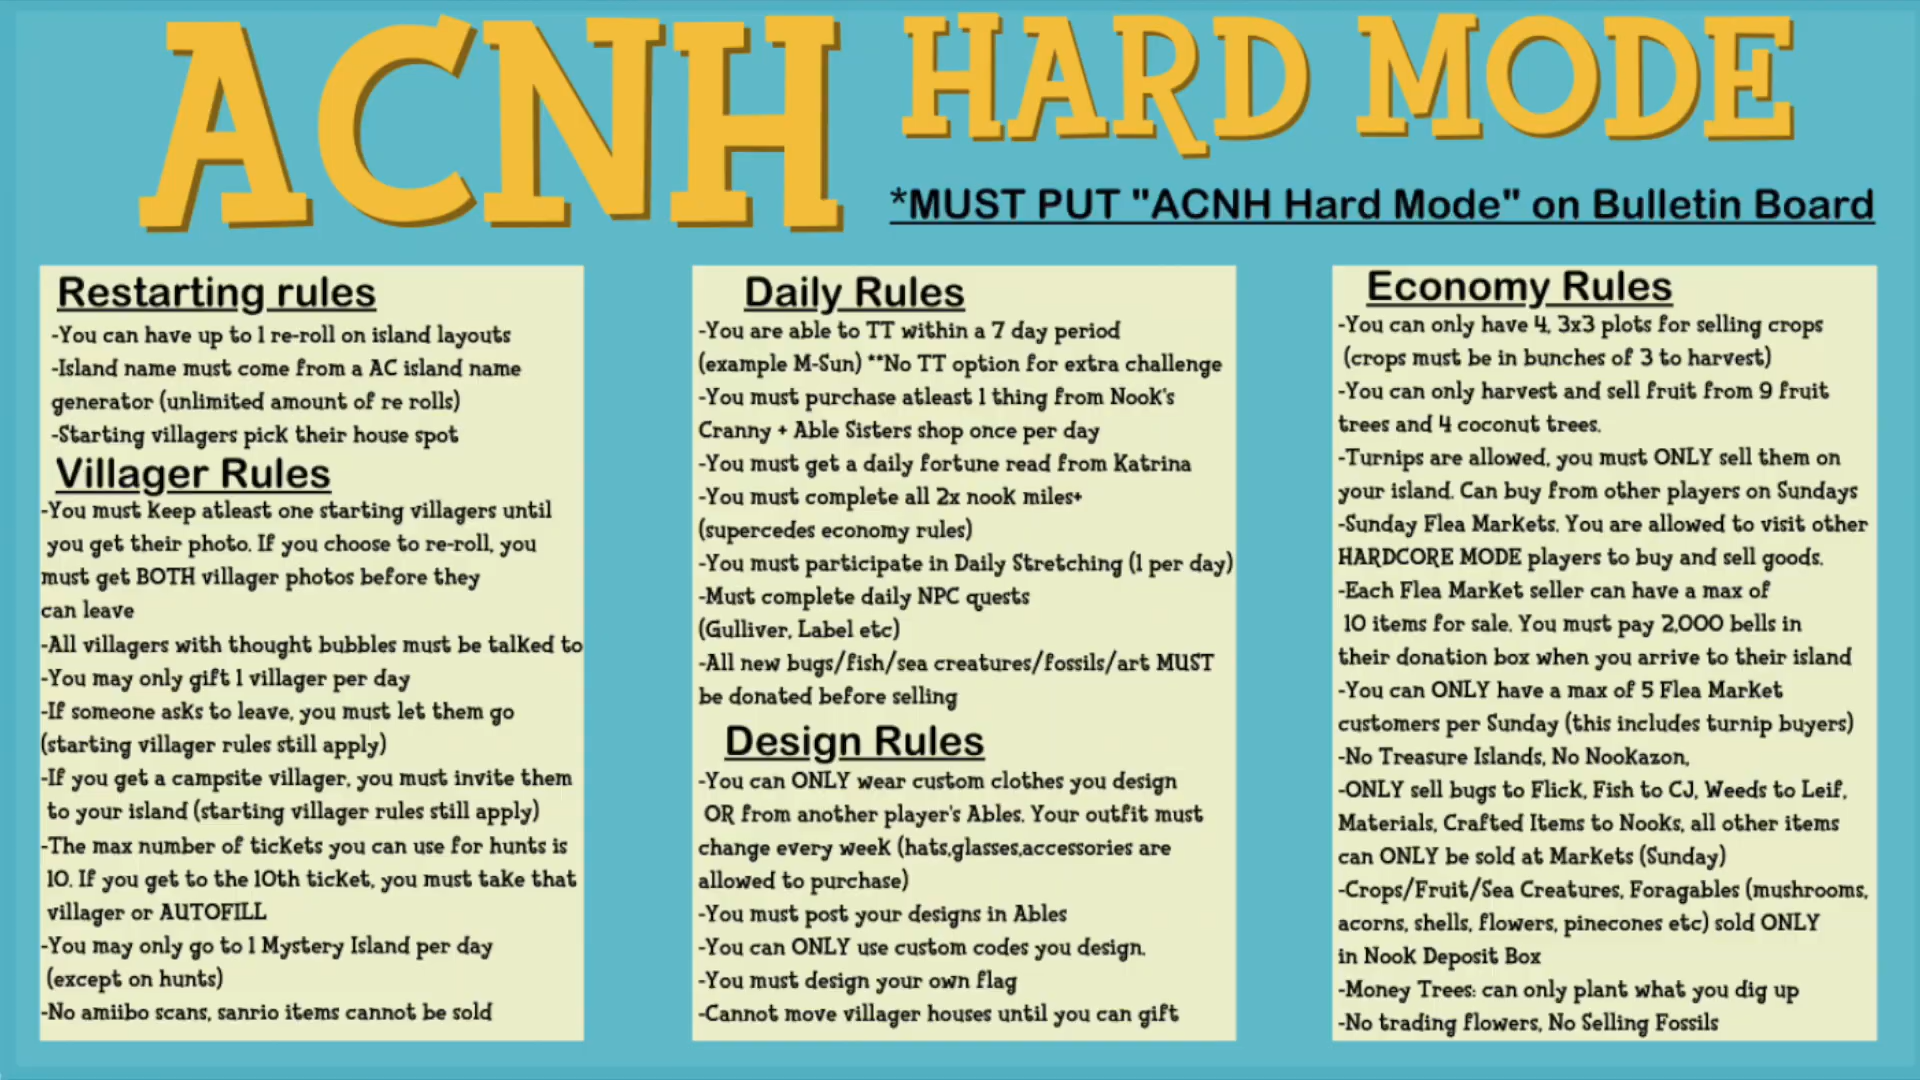 ACNH HARD MODE
*MUST PUT "ACNH Hard Mode" on Bulletin Board
Restarting rules
-You can have up to 1 re-roll on island layouts
-Island name must come from a AC island name
generator (unlimited amount of re rolls)
-Starting villagers pick their house spot
Villager Rules
-You must keep atleast one starting villagers until
you get their photo. If you choose to re-roll, you
must get BOTH villager photos before they
can leave
-All villagers with thought bubbles must be talked to
-You may only gift 1 villager per day
-If someone asks to leave, you must let them go
(starting villager rules still apply)
-If you get a campsite villager, you must invite them
to your island (starting villager rules still apply)
-The max number of tickets you can use for hunts is
10. If you get to the 10th ticket, you must take that
villager or AUTOFILL
-You may only go to 1 Mystery Island per day
(except on hunts)
-No amiibo scans, sanrio items cannot be sold
Daily Rules
-You are able to TT within a 7 day period
(example M-Sun) **No TT option for extra challenge
-You must purchase atleast 1 thing from Nook's
Cranny + Able Sisters shop once per day
-You must get a daily fortune read from Katrina
-You must complete all 2x nook miles+
(supercedes economy rules)
-You must participate in Daily Stretching (1 per day)
-Must complete daily NPC quests
(Gulliver, Label etc)
-All new bugs/fish/sea creatures/fossils/art MUST
be donated before selling
Design Rules
-You can ONLY wear custom clothes you design
OR from another player's Ables. Your outfit must
change every week (hats,glasses,accessories are
allowed to purchase)
-You must post your designs in Ables
-You can ONLY use custom codes you design.
-You must design your own flag
-Cannot move villager houses until you can gift
Economy Rules
-You can only have 4, 3x3 plots for selling crops
(crops must be in bunches of 3 to harvest)
-You can only harvest and sell fruit from 9 fruit
trees and 4 coconut trees.
-Turnips are allowed, you must ONLY sell them on
your island. Can buy from other players on Sundays
-Sunday Flea Markets. You are allowed to visit other
HARDCORE MODE players to buy and sell goods.
-Each Flea Market seller can have a max of
10 items for sale. You must pay 2,000 bells in
their donation box when you arrive to their island
-You can ONLY have a max of 5 Flea Market
customers per Sunday (this includes turnip buyers)
-No Treasure Islands, No Nookazon,
-ONLY sell bugs to Flick, Fish to CJ, Weeds to Leif,
Materials, Crafted Items to Nooks, all other items
can ONLY be sold at Markets (Sunday)
-Crops/Fruit/Sea Creatures, Foragables (mushrooms,
acorns, shells, flowers, pinecones etc) sold ONLY
in Nook Deposit Box
-Money Trees: can only plant what you dig up
-No trading flowers, No Selling Fossils